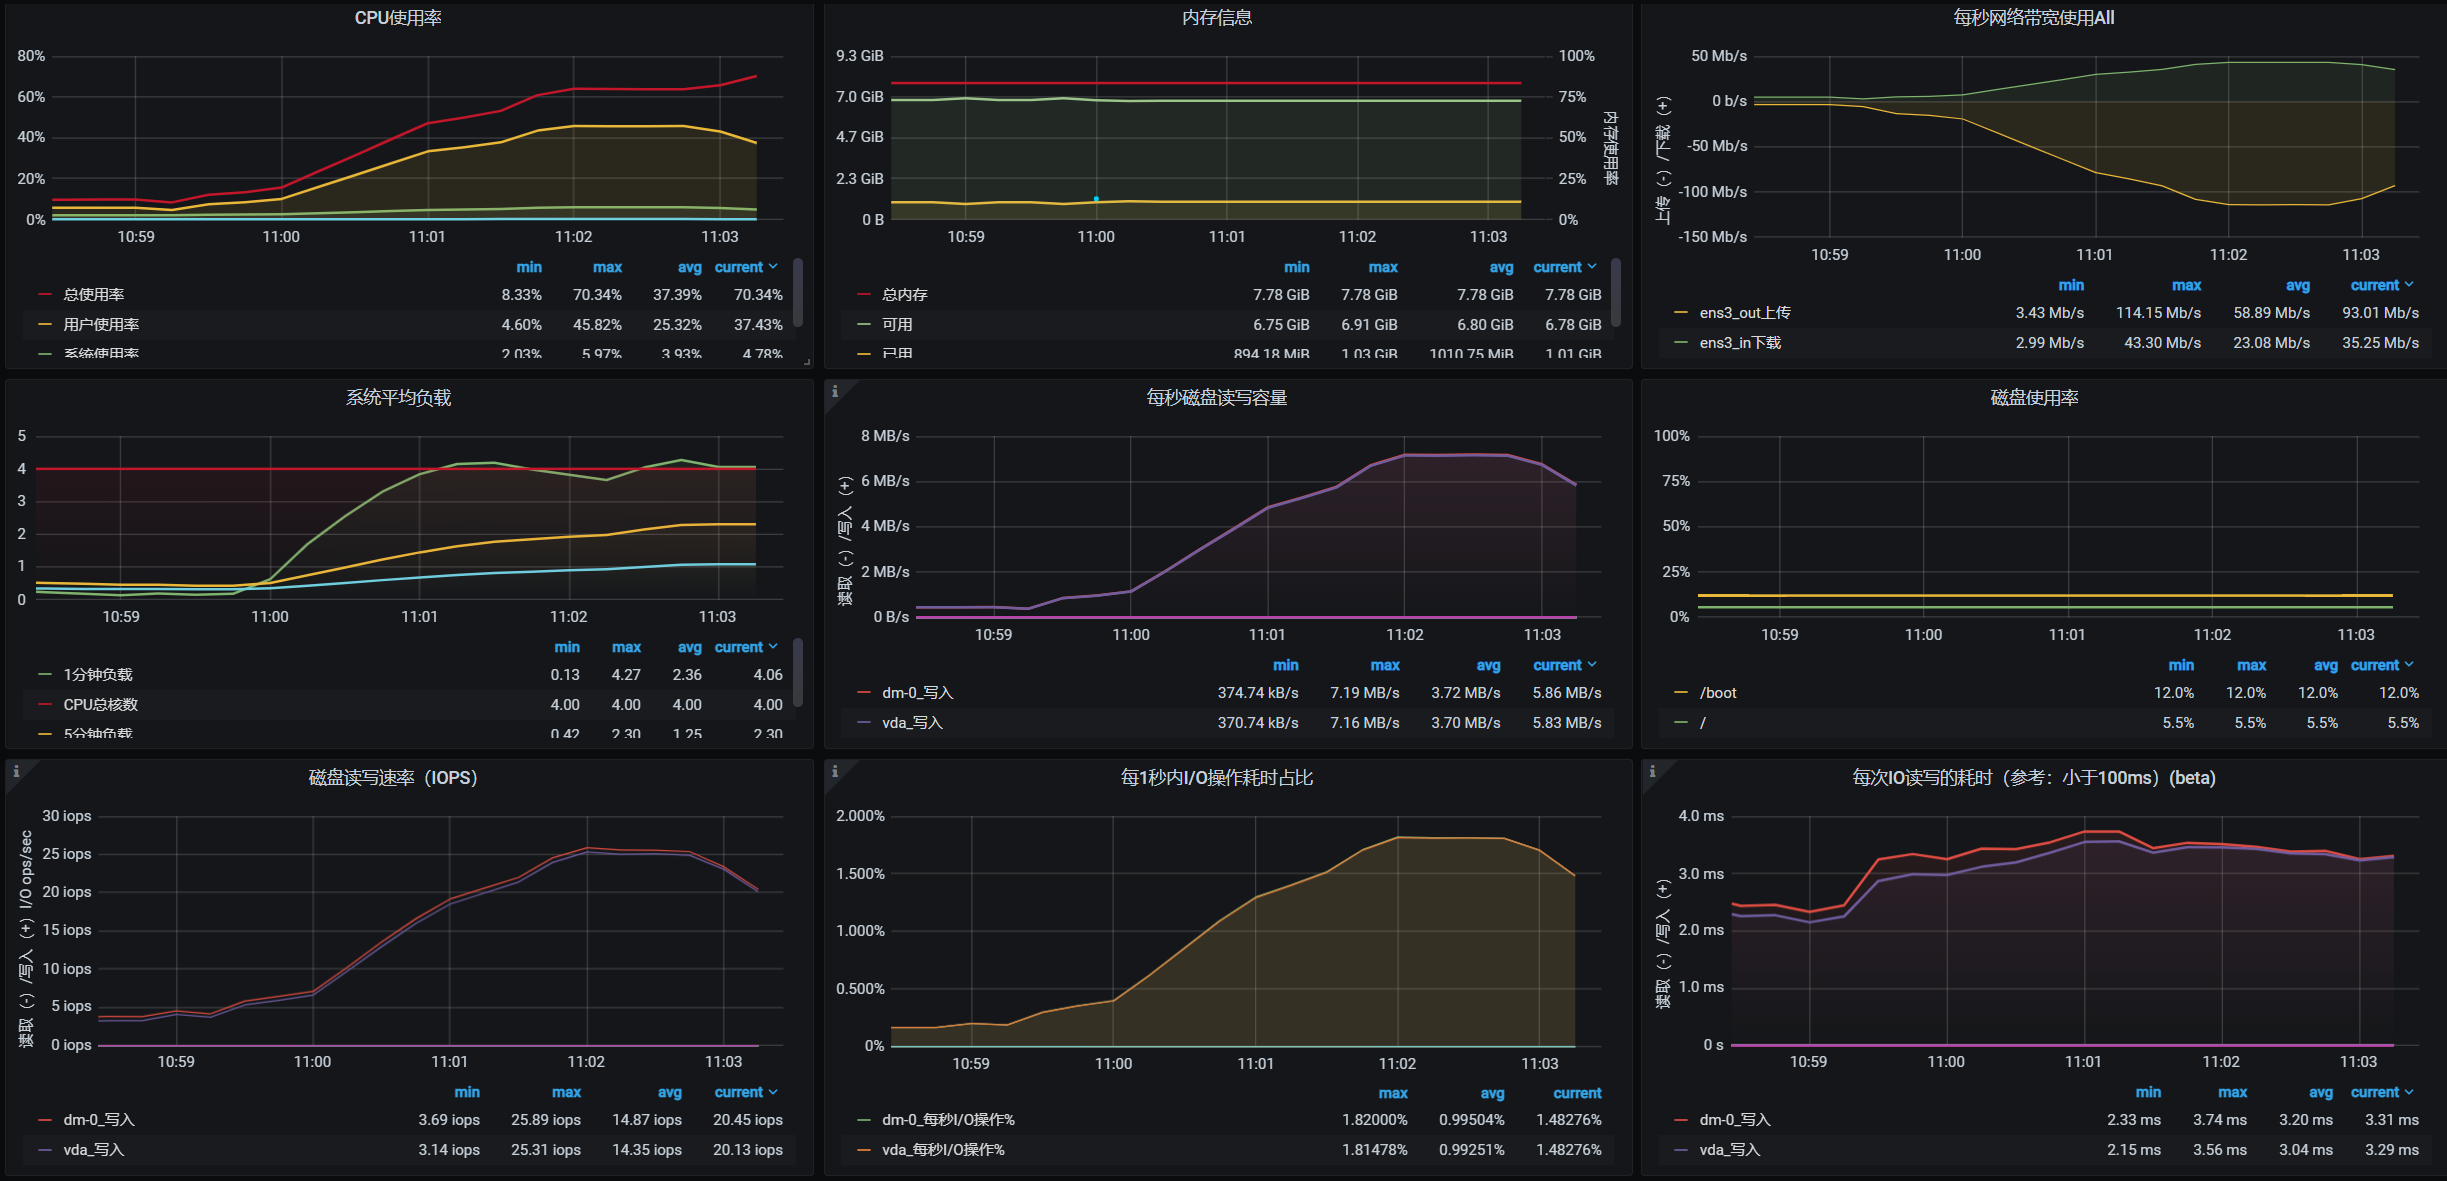 CPU使用率
80%
60%
40%
20%
0%
10:59 11:00 11:01 11:02 11:03
min max avg current
总使用率 8.33% 70.34% 37.39% 70.34%
用户使用率 4.60% 45.82% 25.32% 37.43%
系统使用率 2.03% 5.97% 3.93% 4.78%
内存信息
9.3 GiB 100%
7.0 GiB 75%
4.7 GiB 50%
2.3 GiB 25%
0 B 0%
内存使用率
10:59 11:00 11:01 11:02 11:03
min max avg current
总内存 7.78 GiB 7.78 GiB 7.78 GiB 7.78 GiB
可用 6.75 GiB 6.91 GiB 6.80 GiB 6.78 GiB
已用 894.18 MiB 1.03 GiB 1010.75 MiB 1.01 GiB
每秒网络带宽使用All
上传（-）/下载（+）
50 Mb/s
0 b/s
-50 Mb/s
-100 Mb/s
-150 Mb/s
10:59 11:00 11:01 11:02 11:03
min max avg current
ens3_out上传 3.43 Mb/s 114.15 Mb/s 58.89 Mb/s 93.01 Mb/s
ens3_in下载 2.99 Mb/s 43.30 Mb/s 23.08 Mb/s 35.25 Mb/s
系统平均负载
5
4
3
2
1
0
10:59 11:00 11:01 11:02 11:03
min max avg current
1分钟负载 0.13 4.27 2.36 4.06
CPU总核数 4.00 4.00 4.00 4.00
5分钟负载 0.42 2.30 1.25 2.30
i
每秒磁盘读写容量
读取（-）/写入（+）
8 MB/s
6 MB/s
4 MB/s
2 MB/s
0 B/s
10:59 11:00 11:01 11:02 11:03
min max avg current
dm-0_写入 374.74 kB/s 7.19 MB/s 3.72 MB/s 5.86 MB/s
vda_写入 370.74 kB/s 7.16 MB/s 3.70 MB/s 5.83 MB/s
磁盘使用率
100%
75%
50%
25%
0%
10:59 11:00 11:01 11:02 11:03
min max avg current
/boot 12.0% 12.0% 12.0% 12.0%
/ 5.5% 5.5% 5.5% 5.5%
i
磁盘读写速率（IOPS）
读取（-）/写入（+）I/O ops/sec
30 iops
25 iops
20 iops
15 iops
10 iops
5 iops
0 iops
10:59 11:00 11:01 11:02 11:03
min max avg current
dm-0_写入 3.69 iops 25.89 iops 14.87 iops 20.45 iops
vda_写入 3.14 iops 25.31 iops 14.35 iops 20.13 iops
i
每1秒内I/O操作耗时占比
2.000%
1.500%
1.000%
0.500%
0%
10:59 11:00 11:01 11:02 11:03
max avg current
dm-0_每秒I/O操作% 1.82000% 0.99504% 1.48276%
vda_每秒I/O操作% 1.81478% 0.99251% 1.48276%
i
每次IO读写的耗时（参考：小于100ms）(beta)
读取（-）/写入（+）
4.0 ms
3.0 ms
2.0 ms
1.0 ms
0 s
10:59 11:00 11:01 11:02 11:03
min max avg current
dm-0_写入 2.33 ms 3.74 ms 3.20 ms 3.31 ms
vda_写入 2.15 ms 3.56 ms 3.04 ms 3.29 ms